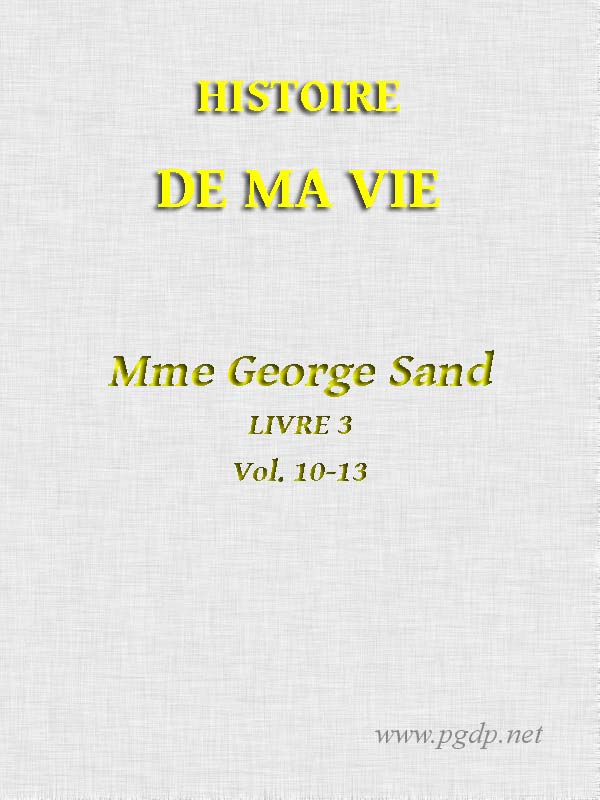 HISTOIRE
DE MA VIE
Mme George Sand
LIVRE 3
Vol. 10-13
www.pgdp.net